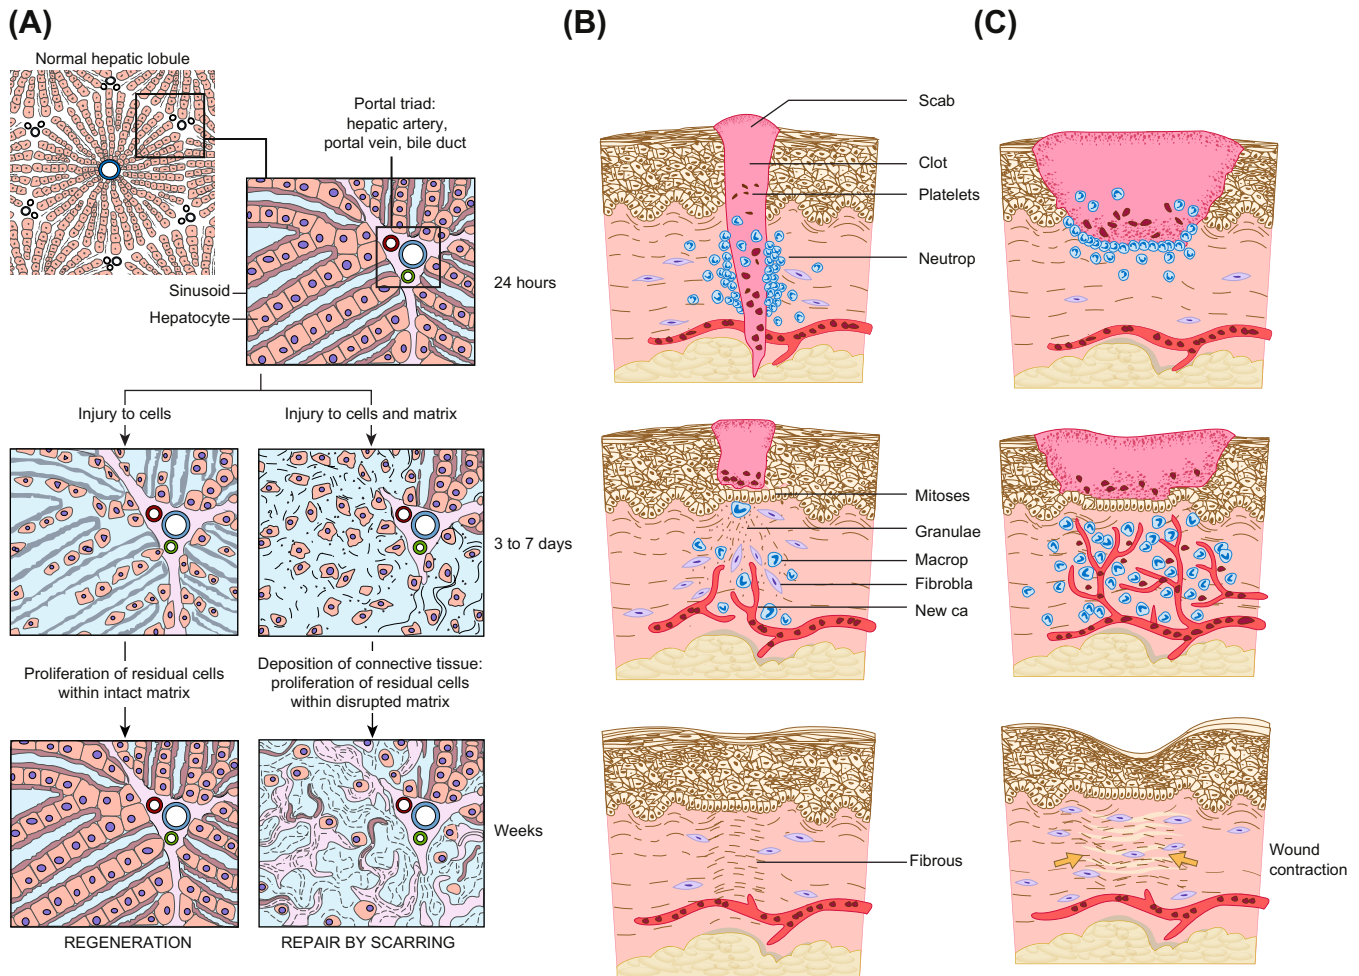 (A)
Normal hepatic lobule
Portal triad:
hepatic artery,
portal vein, bile duct
Sinusoid
Hepatocyte
24 hours
Injury to cells
Injury to cells and matrix
3 to 7 days
Proliferation of residual cells
within intact matrix
Deposition of connective tissue:
proliferation of residual cells
within disrupted matrix
Weeks
REGENERATION
REPAIR BY SCARRING
(B)
(C)
Scab
Clot
Platelets
Neutrop
Mitoses
Granulae
Macrop
Fibrobla
New ca
Fibrous
Wound
contraction